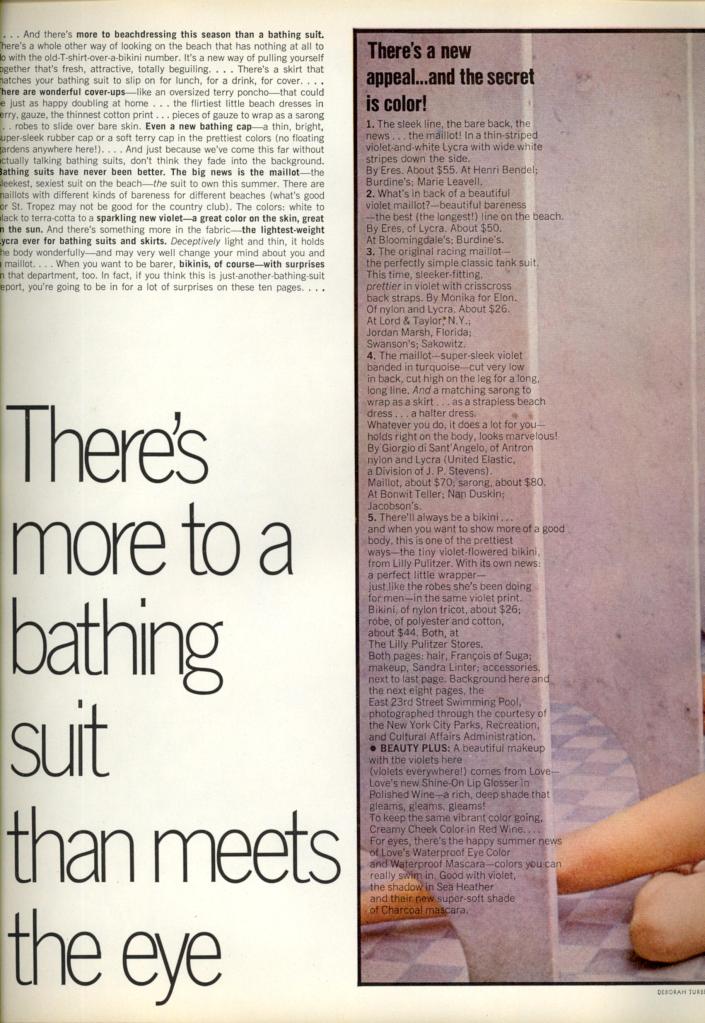 . . . And there's more to beachdressing this season than a bathing suit.
There's a whole other way of looking on the beach that has nothing at all to
do with the old-T-shirt-over-a-bikini number. It's a new way of pulling yourself
together that's fresh, attractive, totally beguiling. . . . There's a skirt that
matches your bathing suit to slip on for lunch, for a drink, for cover. . . .
There are wonderful cover-ups—like an oversized terry poncho—that could
be just as happy doubling at home . . . the flirtiest little beach dresses in
terry, gauze, the thinnest cotton print . . . pieces of gauze to wrap as a sarong
. . . robes to slide over bare skin. Even a new bathing cap—a thin, bright,
super-sleek rubber cap or a soft terry cap in the prettiest colors (no floating
gardens anywhere here!). . . . And just because we've come this far without
actually talking bathing suits, don't think they fade into the background.
Bathing suits have never been better. The big news is the maillot—the
sleekest, sexiest suit on the beach—the suit to own this summer. There are
maillots with different kinds of bareness for different beaches (what's good
for St. Tropez may not be good for the country club). The colors: white to
black to terra-cotta to a sparkling new violet—a great color on the skin, great
in the sun. And there's something more in the fabric—the lightest-weight
Lycra ever for bathing suits and skirts. Deceptively light and thin, it holds
the body wonderfully—and may very well change your mind about you and
a maillot. . . . When you want to be barer, bikinis, of course—with surprises
in that department, too. In fact, if you think this is just-another-bathing-suit
report, you're going to be in for a lot of surprises on these ten pages. . . .
There's
more to a
bathing
suit
than meets
the eye
There's a new
appeal...and the secret
is color!
1. The sleek line, the bare back, the
news . . . the maillot! In a thin-striped
violet-and-white Lycra with wide white
stripes down the side.
By Eres. About $55. At Henri Bendel;
Burdine's; Marie Leavell.
2. What's in back of a beautiful
violet maillot?—beautiful bareness
—the best (the longest!) line on the beach.
By Eres, of Lycra. About $50.
At Bloomingdale's; Burdine's.
3. The original racing maillot—
the perfectly simple classic tank suit.
This time, sleeker-fitting,
prettier in violet with crisscross
back straps. By Monika for Elon.
Of nylon and Lycra. About $26.
At Lord & Taylor, N.Y.;
Jordan Marsh, Florida;
Swanson's; Sakowitz.
4. The maillot—super-sleek violet
banded in turquoise—cut very low
in back, cut high on the leg for a long,
long line. And a matching sarong to
wrap as a skirt . . . as a strapless beach
dress . . . a halter dress.
Whatever you do, it does a lot for you—
holds right on the body, looks marvelous!
By Giorgio di Sant'Angelo, of Antron
nylon and Lycra (United Elastic,
a Division of J. P. Stevens).
Maillot, about $70; sarong, about $80.
At Bonwit Teller; Nan Duskin;
Jacobson's.
5. There'll always be a bikini . . .
and when you want to show more of a good
body, this is one of the prettiest
ways—the tiny violet-flowered bikini,
from Lilly Pulitzer. With its own news:
a perfect little wrapper—
just like the robes she's been doing
for men—in the same violet print.
Bikini, of nylon tricot, about $26;
robe, of polyester and cotton,
about $44. Both, at
The Lilly Pulitzer Stores.
Both pages: hair, François of Suga;
makeup, Sandra Linter; accessories,
next to last page. Background here and
the next eight pages, the
East 23rd Street Swimming Pool,
photographed through the courtesy of
the New York City Parks, Recreation,
and Cultural Affairs Administration.
● BEAUTY PLUS: A beautiful makeup
with the violets here
(violets everywhere!) comes from Love—
Love's new Shine-On Lip Glosser in
Polished Wine—a rich, deep shade that
gleams, gleams, gleams!
To keep the same vibrant color going,
Creamy Cheek Color in Red Wine. . . .
For eyes, there's the happy summer news
of Love's Waterproof Eye Color
and Waterproof Mascara—colors you can
really swim in. Good with violet,
the shadow in Sea Heather
and their new super-soft shade
of Charcoal mascara.
DEBORAH